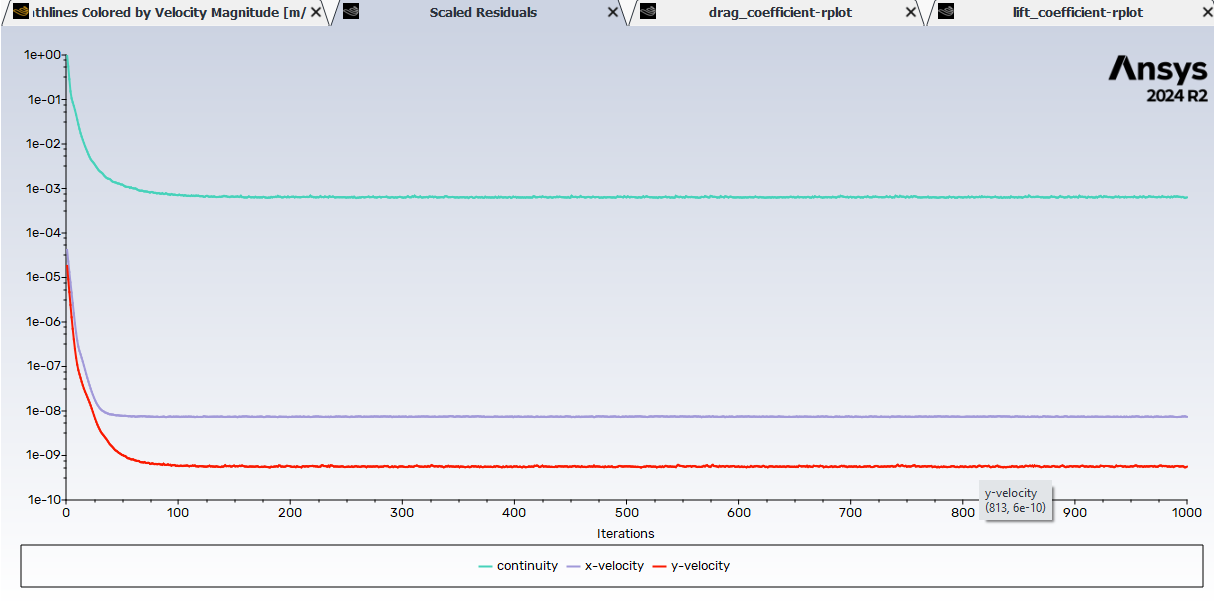 thlines Colored by Velocity Magnitude [m/
Scaled Residuals
drag_coefficient-rplot
lift_coefficient-rplot
Ansys
2024 R2
1e+00
1e-01
1e-02
1e-03
1e-04
1e-05
1e-06
1e-07
1e-08
1e-09
1e-10
0
100
200
300
400
500
600
700
800
900
1000
y-velocity
(813, 6e-10)
Iterations
continuity
x-velocity
y-velocity